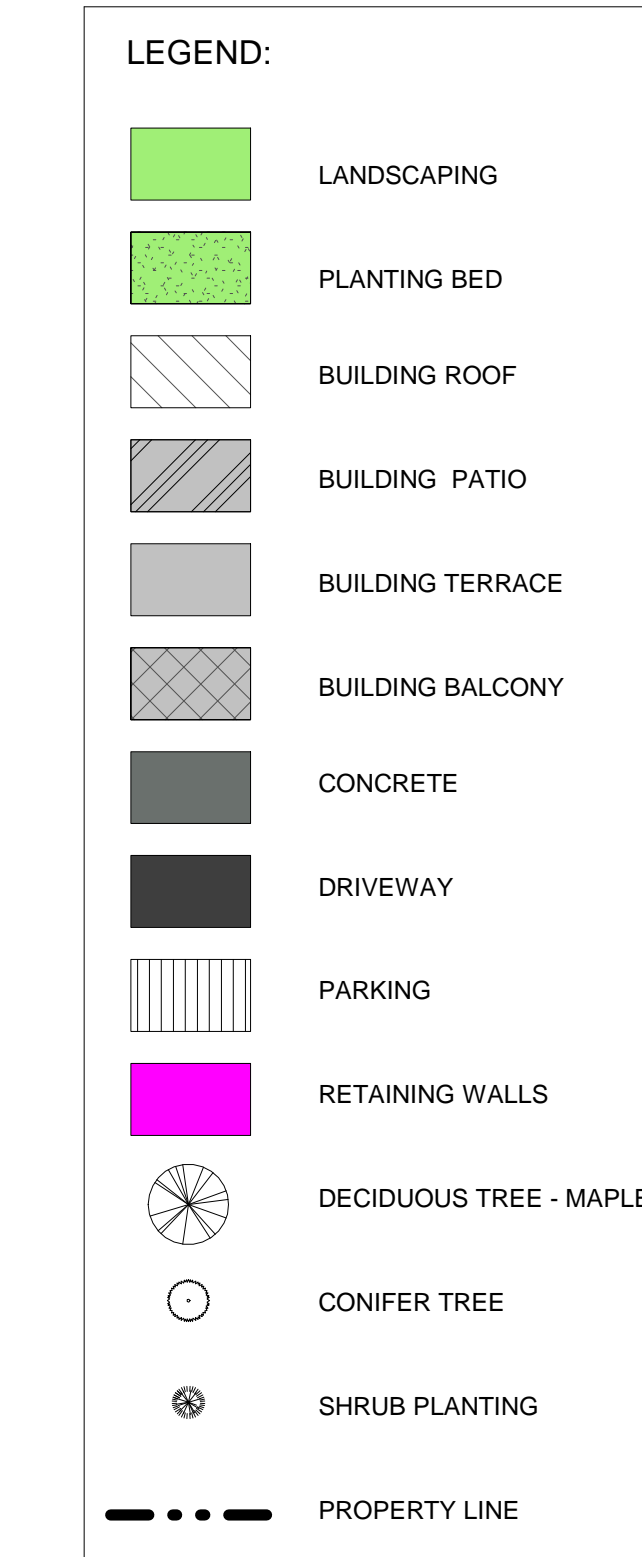 LEGEND:
LANDSCAPING
PLANTING BED
BUILDING ROOF
BUILDING PATIO
BUILDING TERRACE
BUILDING BALCONY
CONCRETE
DRIVEWAY
PARKING
RETAINING WALLS
DECIDUOUS TREE - MAPLE
CONIFER TREE
SHRUB PLANTING
PROPERTY LINE